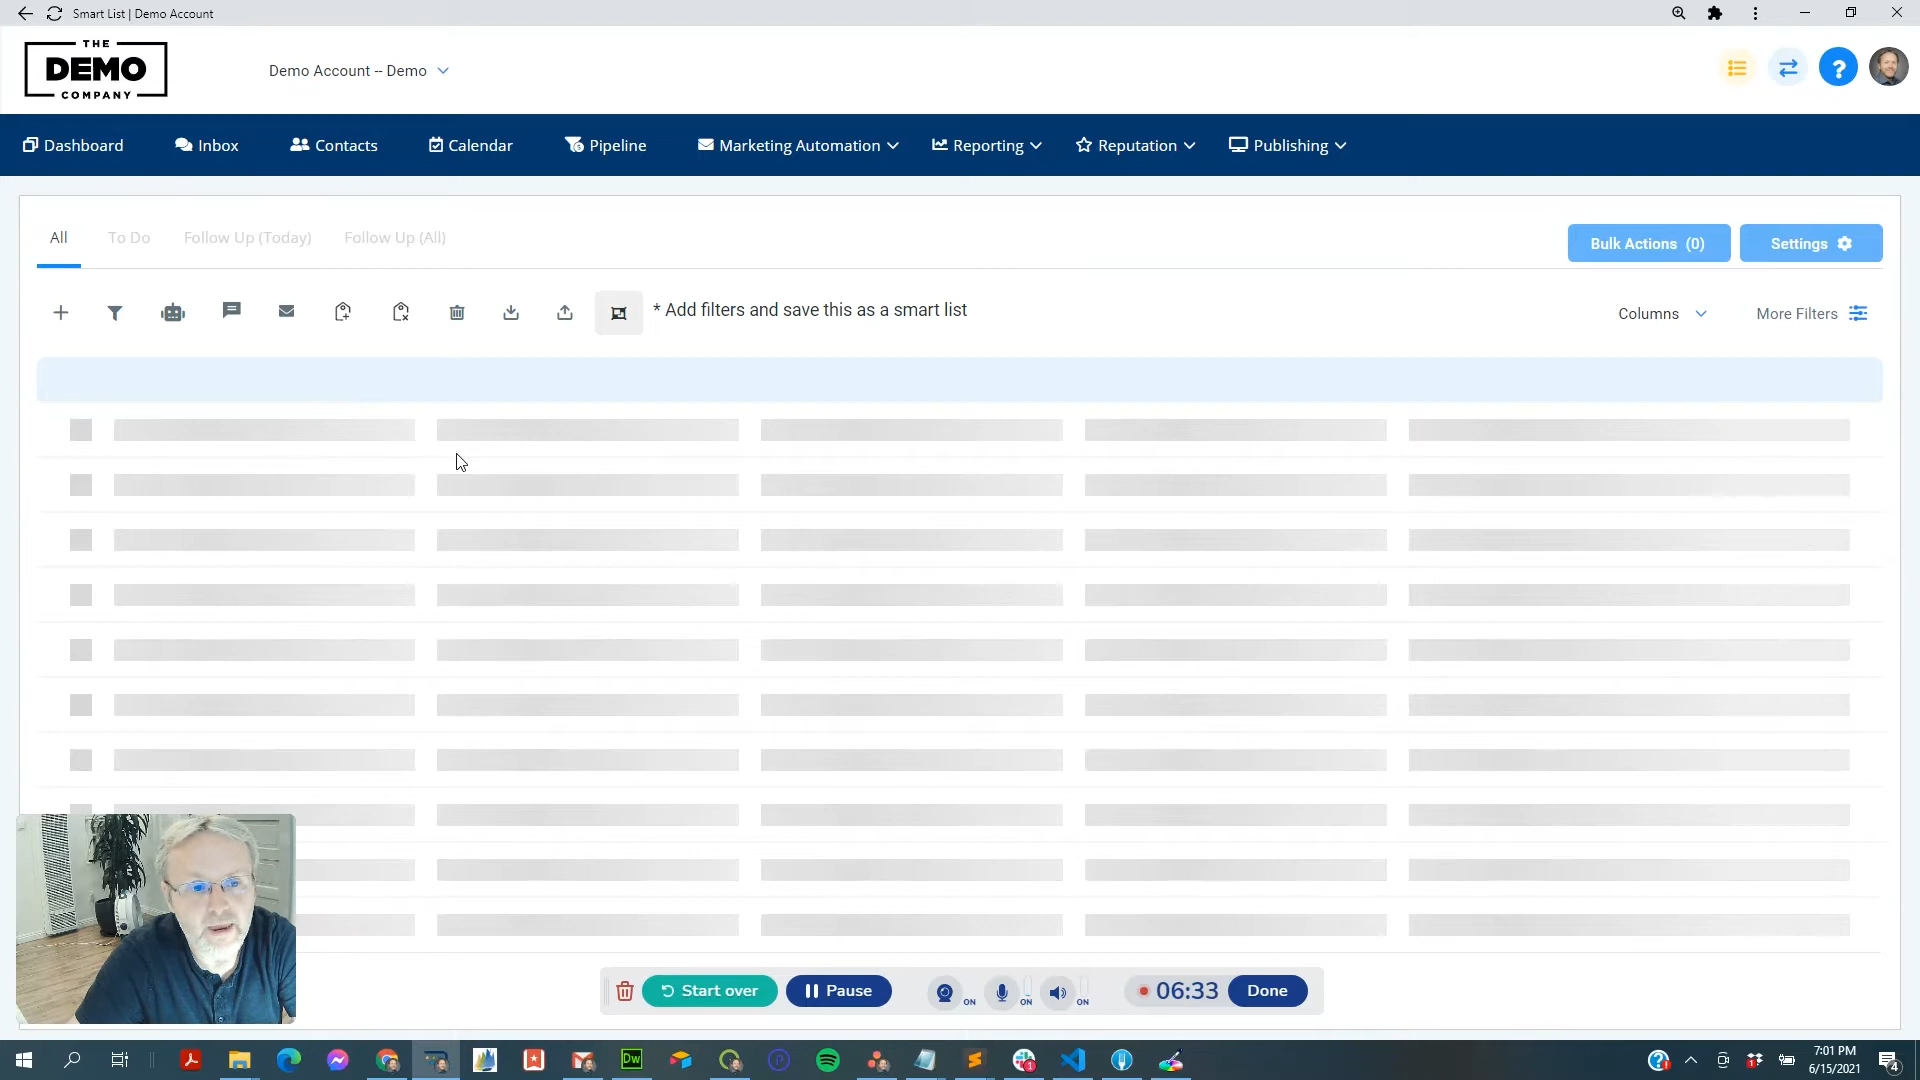 Smart List | Demo Account
THE
DEMO
COMPANY
Demo Account -- Demo
?
Dashboard
Inbox
Contacts
Calendar
Pipeline
Marketing Automation
Reporting
Reputation
Publishing
All
To Do
Follow Up (Today)
Follow Up (All)
Bulk Actions (0)
Settings
* Add filters and save this as a smart list
Columns
More Filters
Start over
Pause
ON
ON
ON
06:33
Done
Dw
7:01 PM
6/15/2021
4